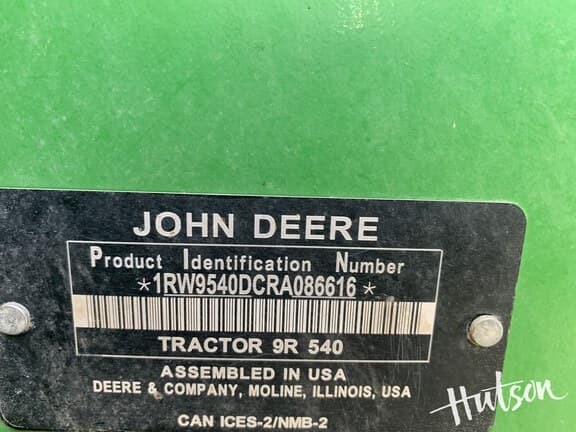 JOHN DEERE
Product Identification Number
*1RW9540DCRA086616*
TRACTOR 9R 540
ASSEMBLED IN USA
DEERE & COMPANY, MOLINE, ILLINOIS, USA
CAN ICES-2/NMB-2
Hutson